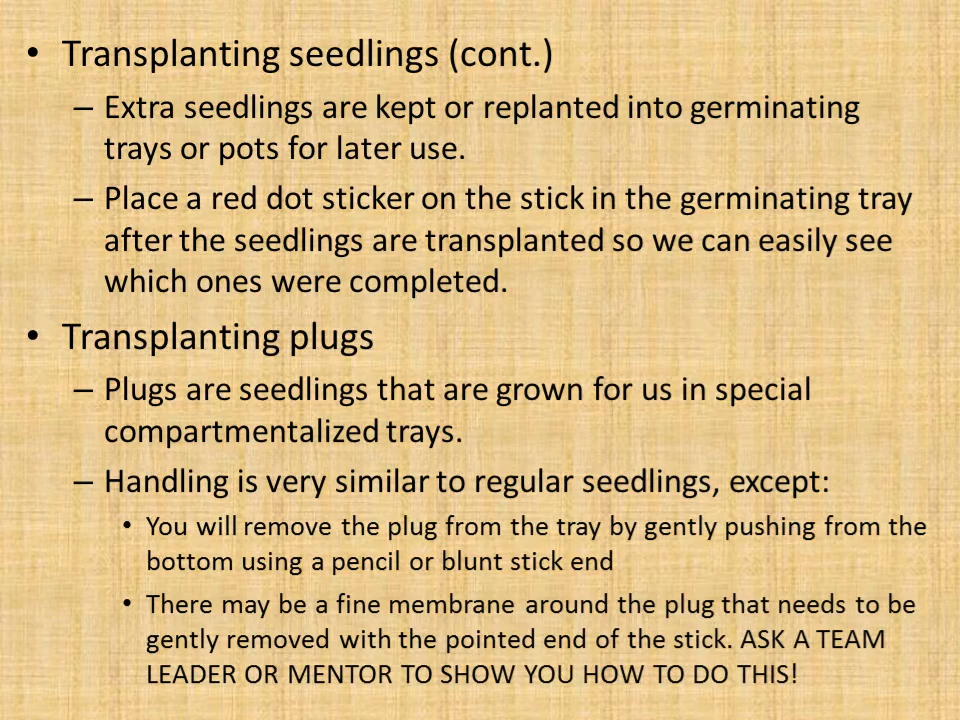 • Transplanting seedlings (cont.)
– Extra seedlings are kept or replanted into germinating
trays or pots for later use.
– Place a red dot sticker on the stick in the germinating tray
after the seedlings are transplanted so we can easily see
which ones were completed.
• Transplanting plugs
– Plugs are seedlings that are grown for us in special
compartmentalized trays.
– Handling is very similar to regular seedlings, except:
• You will remove the plug from the tray by gently pushing from the
bottom using a pencil or blunt stick end
• There may be a fine membrane around the plug that needs to be
gently removed with the pointed end of the stick. ASK A TEAM
LEADER OR MENTOR TO SHOW YOU HOW TO DO THIS!